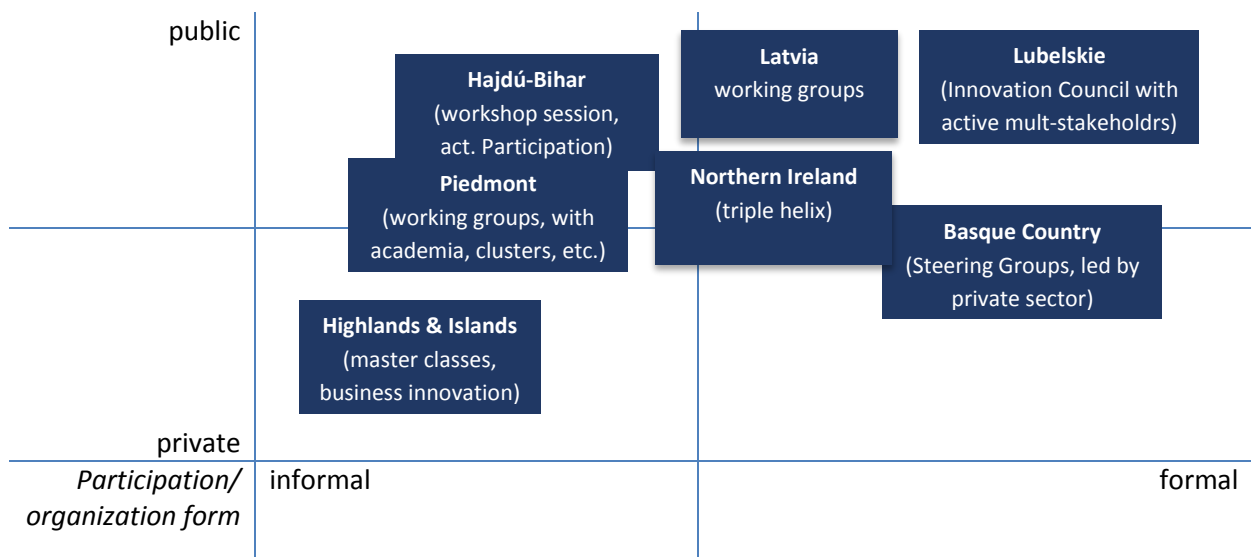 public
Hajdú-Bihar
(workshop session,
act. Participation)
Latvia
working groups
Lubelskie
(Innovation Council with
active mult-stakeholdrs)
Piedmont
(working groups, with
academia, clusters, etc.)
Northern Ireland
(triple helix)
Basque Country
(Steering Groups, led by
private sector)
Highlands & Islands
(master classes,
business innovation)
private
Participation/
organization form
informal
formal